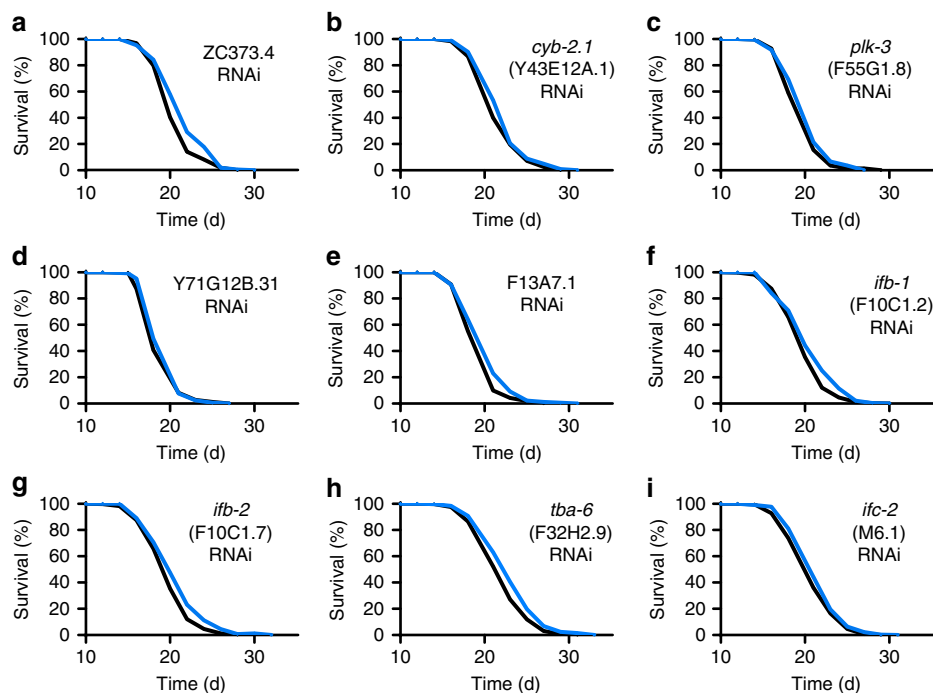 a
ZC373.4
RNAi
Survival (%)
100
80
60
40
20
0
10
20
30
Time (d)
b
cyb-2.1
(Y43E12A.1)
RNAi
Survival (%)
100
80
60
40
20
0
10
20
30
Time (d)
c
plk-3
(F55G1.8)
RNAi
Survival (%)
100
80
60
40
20
0
10
20
30
Time (d)
d
Y71G12B.31
RNAi
Survival (%)
100
80
60
40
20
0
10
20
30
Time (d)
e
F13A7.1
RNAi
Survival (%)
100
80
60
40
20
0
10
20
30
Time (d)
f
ifb-1
(F10C1.2)
RNAi
Survival (%)
100
80
60
40
20
0
10
20
30
Time (d)
g
ifb-2
(F10C1.7)
RNAi
Survival (%)
100
80
60
40
20
0
10
20
30
Time (d)
h
tba-6
(F32H2.9)
RNAi
Survival (%)
100
80
60
40
20
0
10
20
30
Time (d)
i
ifc-2
(M6.1)
RNAi
Survival (%)
100
80
60
40
20
0
10
20
30
Time (d)